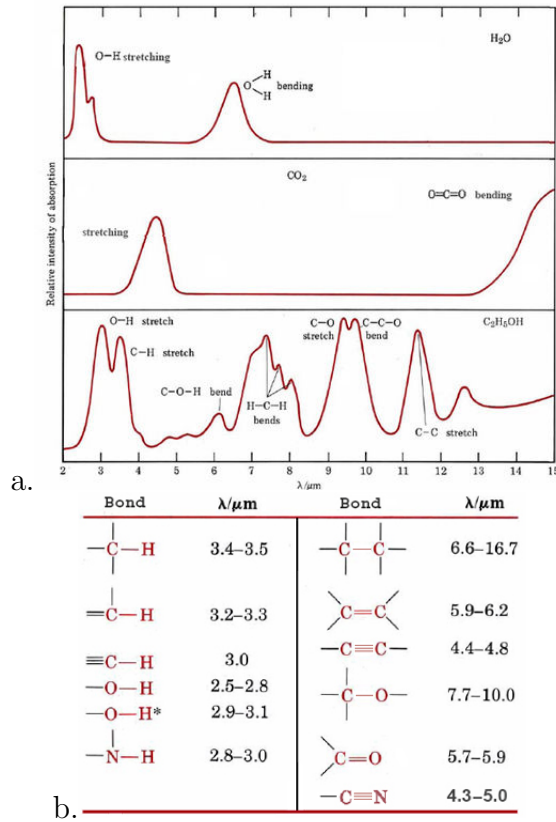 O-H stretching
H₂O
O
H
H
bending
CO₂
O=C=O bending
stretching
Relative intensity of absorption
O-H stretch
C-H stretch
C-O-H bend
H-C-H
bends
C-O
stretch
C-C-O
bend
C₂H₅OH
C-C stretch
2 3 4 5 6 7 8 9 10 11 12 13 14 15
λ/μm
a.
Bond λ/μm Bond λ/μm
—C—H 3.4–3.5 —C—C— 6.6–16.7
=C—H 3.2–3.3 C=C 5.9–6.2
≡C—H 3.0 —C≡C— 4.4–4.8
—O—H 2.5–2.8 —C—O— 7.7–10.0
—O—H* 2.9–3.1
—N—H 2.8–3.0 C=O 5.7–5.9
—C≡N 4.3–5.0
b.